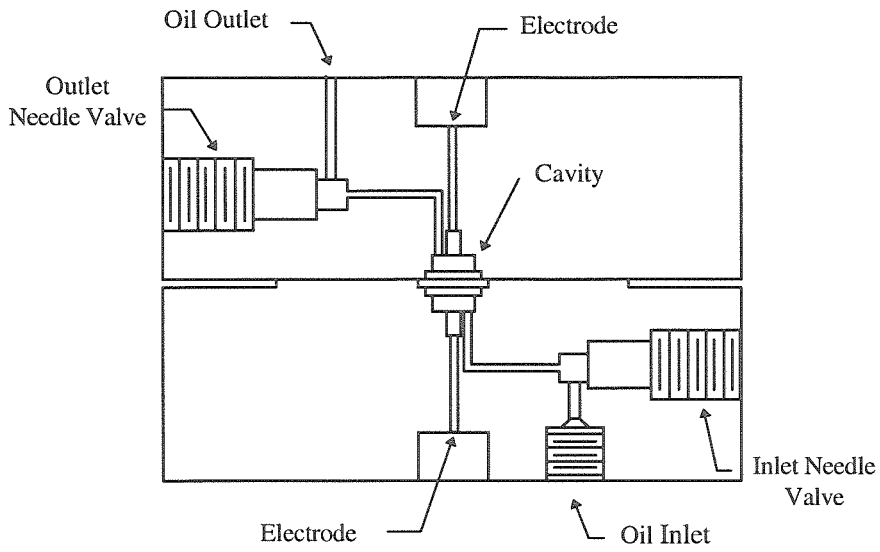 Oil Outlet
Electrode
Outlet
Needle Valve
Cavity
Inlet Needle
Valve
Electrode
Oil Inlet